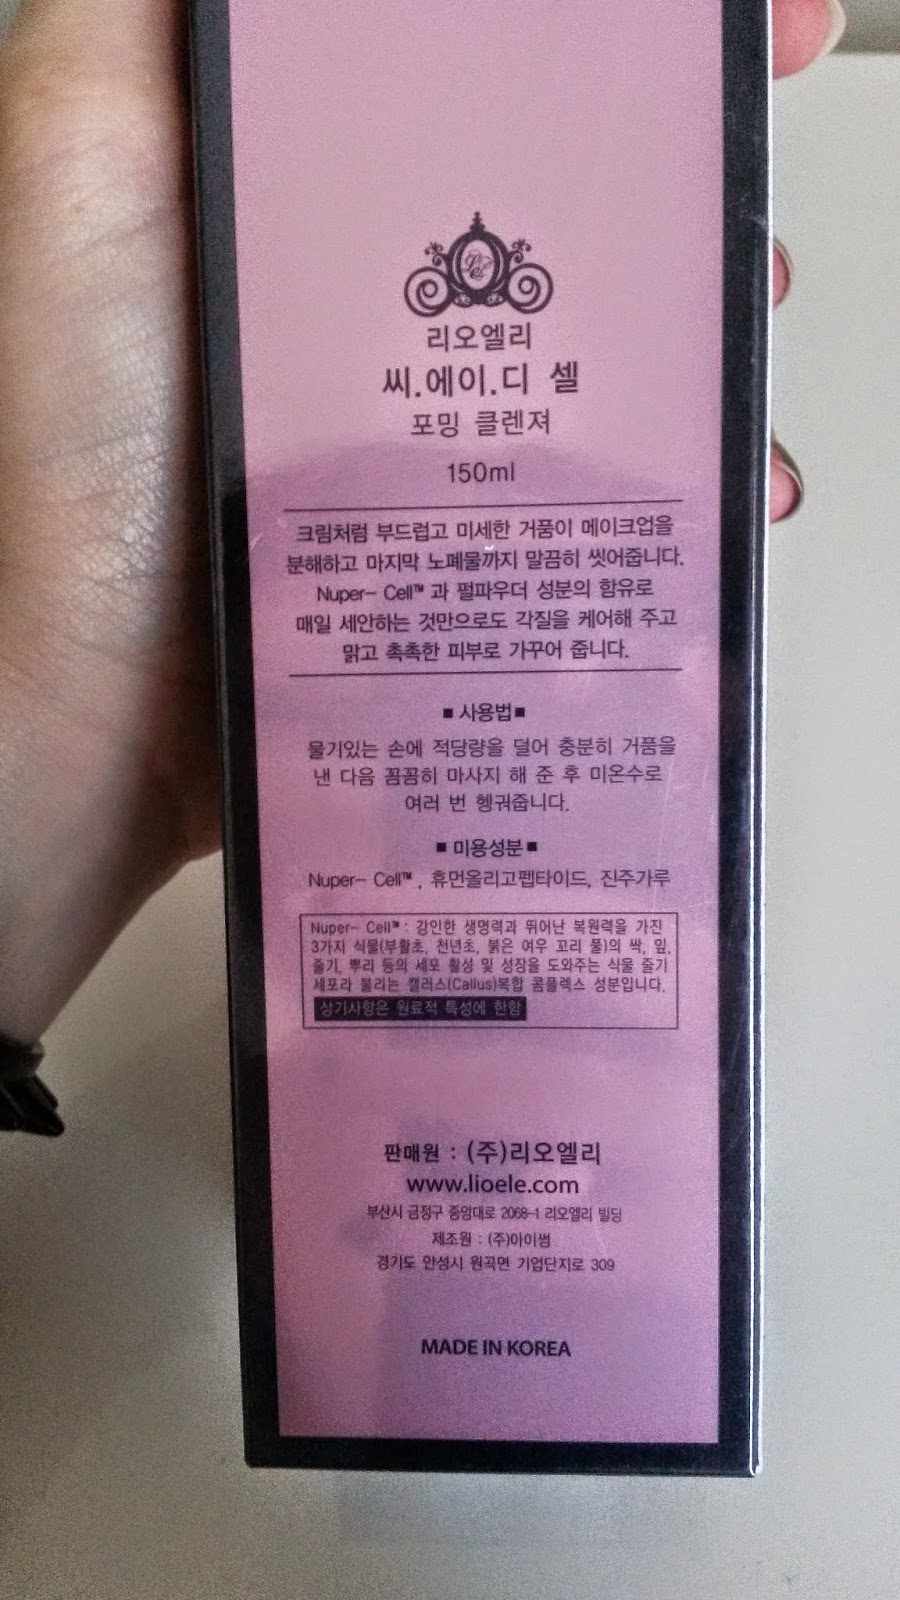 리오엘리
씨.에이.디 셀
포밍 클렌져
150ml
크림처럼 부드럽고 미세한 거품이 메이크업을
분해하고 마지막 노폐물까지 말끔히 씻어줍니다.
Nuper- Cell™ 과 펄파우더 성분의 함유로
매일 세안하는 것만으로도 각질을 케어해 주고
맑고 촉촉한 피부로 가꾸어 줍니다.
■ 사용법 ■
물기있는 손에 적당량을 덜어 충분히 거품을
낸 다음 꼼꼼히 마사지 해 준 후 미온수로
여러 번 헹궈줍니다.
■ 미용성분 ■
Nuper- Cell™ , 휴먼올리고펩타이드, 진주가루
Nuper- Cell™ : 강인한 생명력과 뛰어난 복원력을 가진
3가지 식물(부활초, 천년초, 붉은 여우 꼬리 풀)의 싹, 잎,
줄기, 뿌리 등의 세포 활성 및 성장을 도와주는 식물 줄기
세포라 불리는 캘러스(Callus)복합 콤플렉스 성분입니다.
상기사항은 원료적 특성에 한함
판매원 : (주)리오엘리
www.lioele.com
부산시 금정구 중앙대로 2068-1 리오엘리 빌딩
제조원 : (주)아이썸
경기도 안성시 원곡면 기업단지로 309
MADE IN KOREA